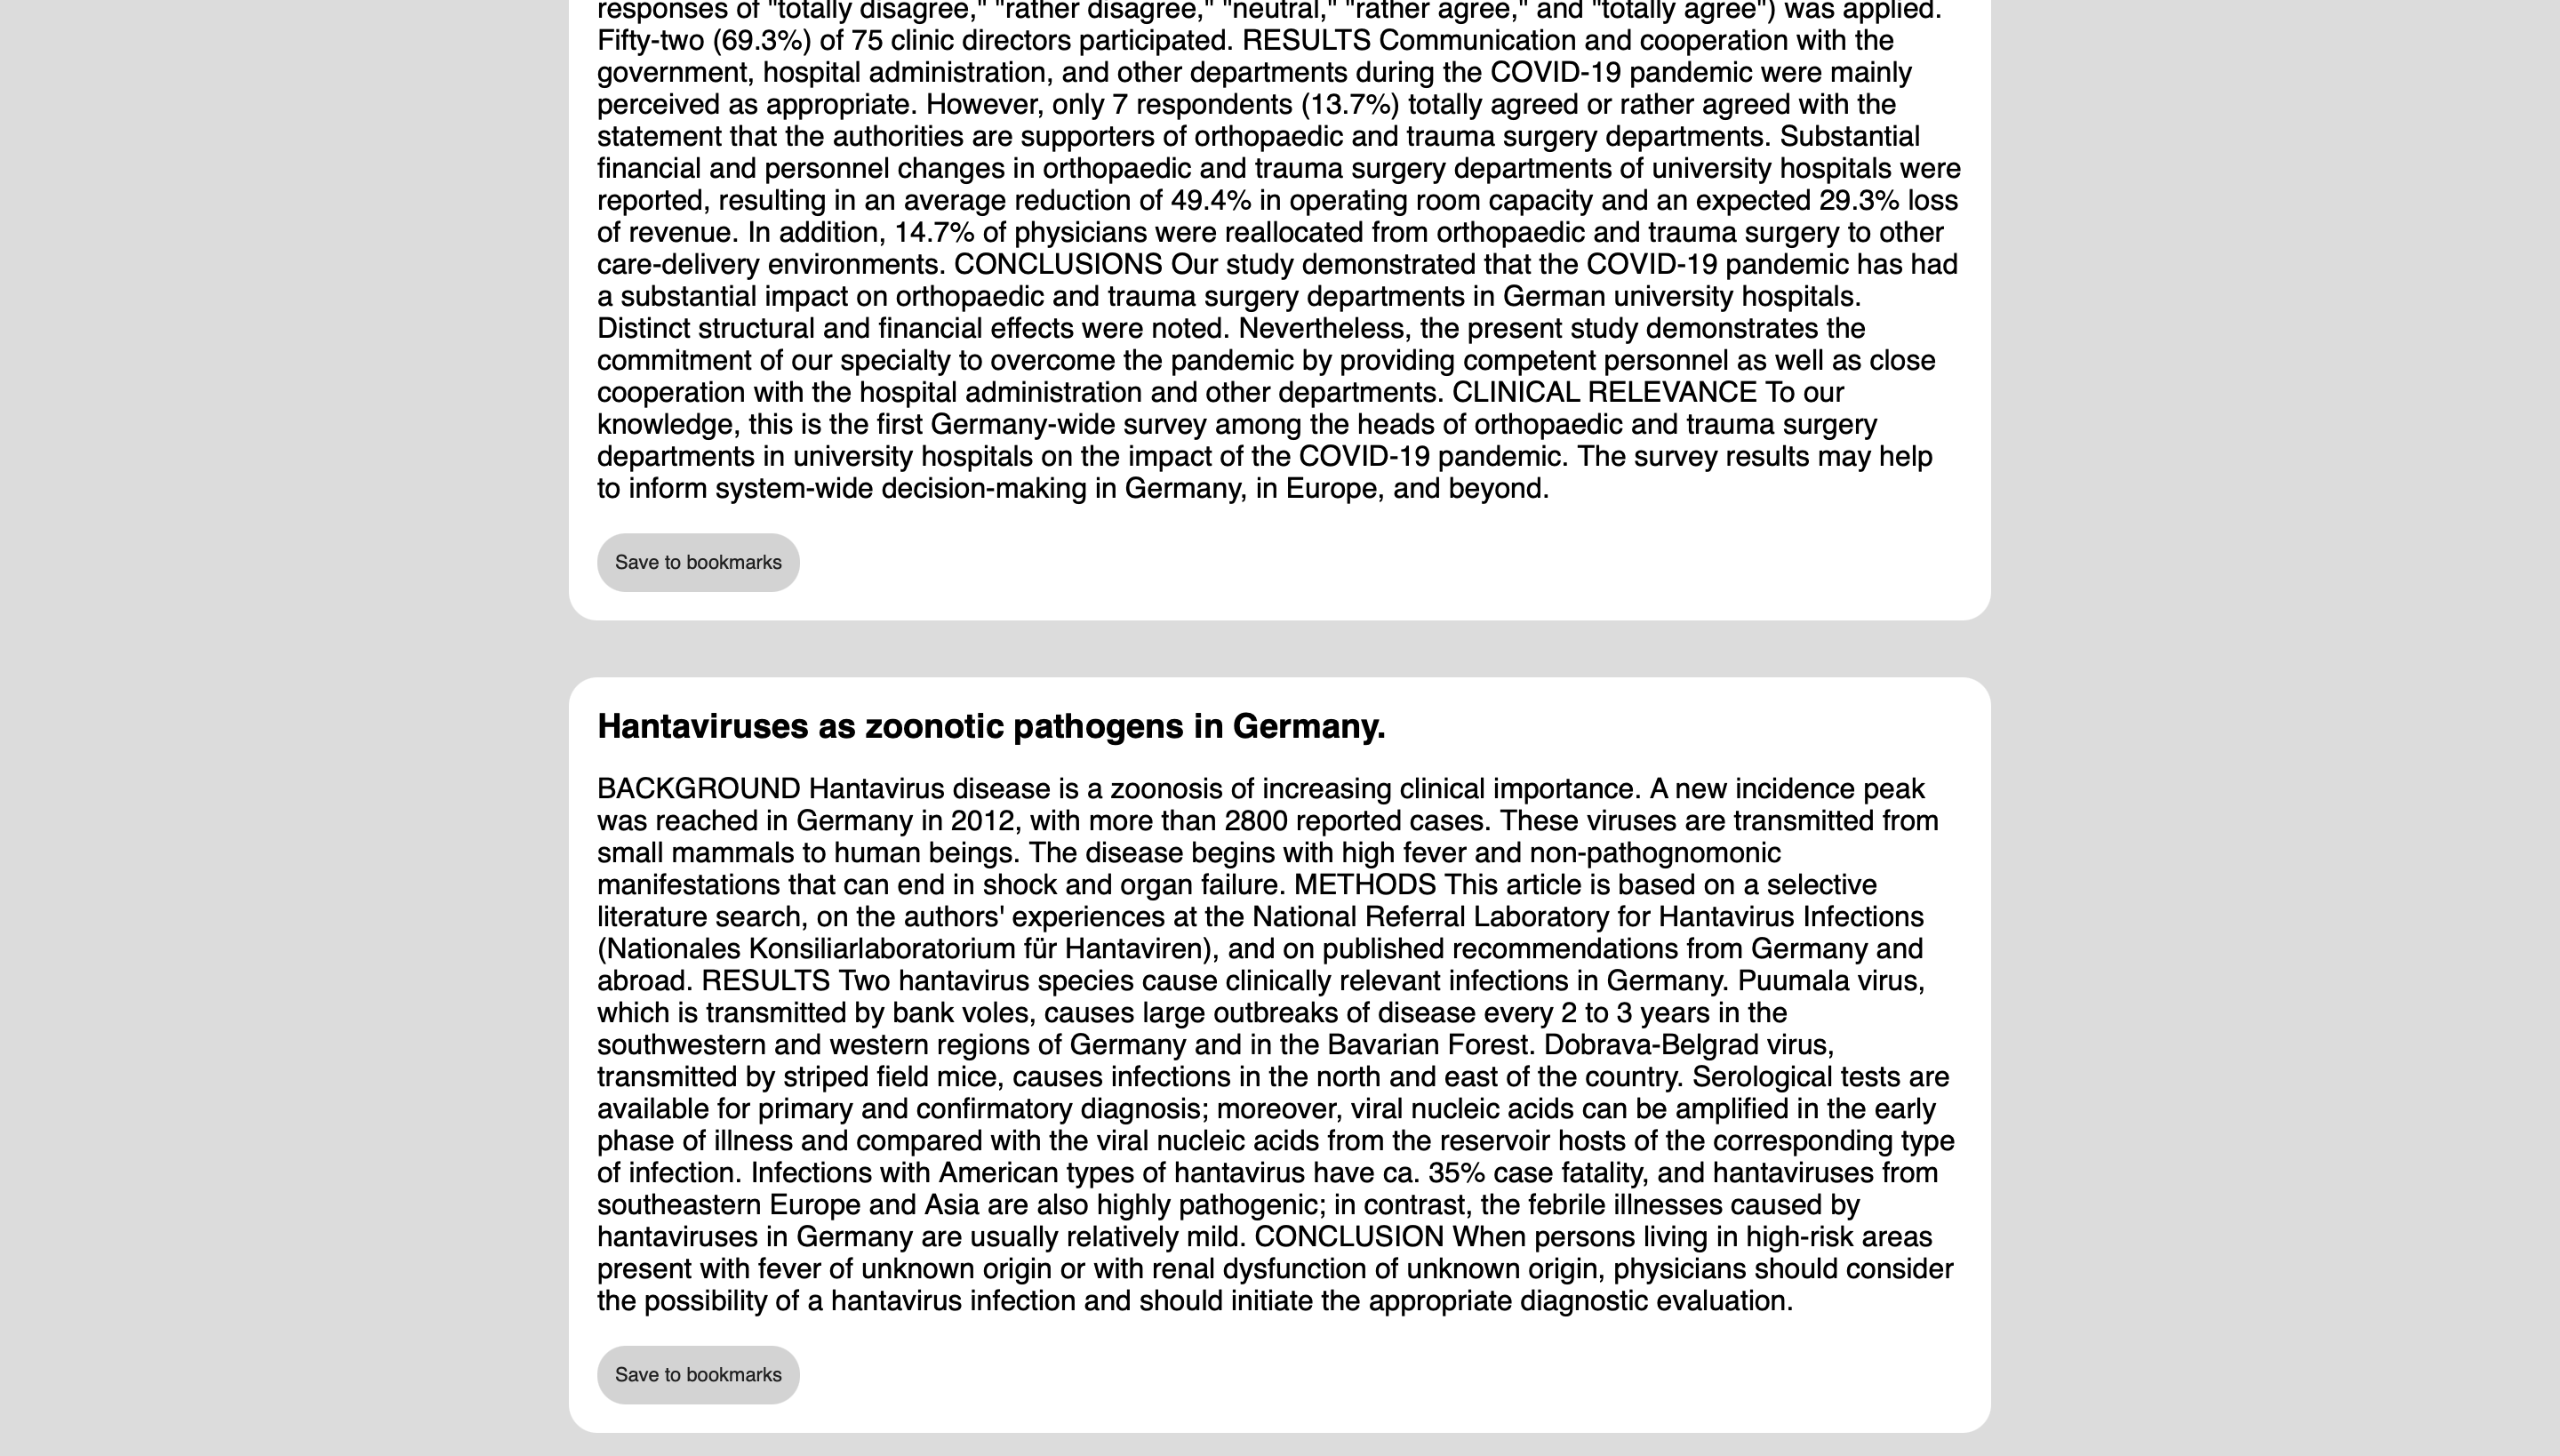 responses of "totally disagree," "rather disagree," "neutral," "rather agree," and "totally agree") was applied.
Fifty-two (69.3%) of 75 clinic directors participated. RESULTS Communication and cooperation with the
government, hospital administration, and other departments during the COVID-19 pandemic were mainly
perceived as appropriate. However, only 7 respondents (13.7%) totally agreed or rather agreed with the
statement that the authorities are supporters of orthopaedic and trauma surgery departments. Substantial
financial and personnel changes in orthopaedic and trauma surgery departments of university hospitals were
reported, resulting in an average reduction of 49.4% in operating room capacity and an expected 29.3% loss
of revenue. In addition, 14.7% of physicians were reallocated from orthopaedic and trauma surgery to other
care-delivery environments. CONCLUSIONS Our study demonstrated that the COVID-19 pandemic has had
a substantial impact on orthopaedic and trauma surgery departments in German university hospitals.
Distinct structural and financial effects were noted. Nevertheless, the present study demonstrates the
commitment of our specialty to overcome the pandemic by providing competent personnel as well as close
cooperation with the hospital administration and other departments. CLINICAL RELEVANCE To our
knowledge, this is the first Germany-wide survey among the heads of orthopaedic and trauma surgery
departments in university hospitals on the impact of the COVID-19 pandemic. The survey results may help
to inform system-wide decision-making in Germany, in Europe, and beyond.
Save to bookmarks
Hantaviruses as zoonotic pathogens in Germany.
BACKGROUND Hantavirus disease is a zoonosis of increasing clinical importance. A new incidence peak
was reached in Germany in 2012, with more than 2800 reported cases. These viruses are transmitted from
small mammals to human beings. The disease begins with high fever and non-pathognomonic
manifestations that can end in shock and organ failure. METHODS This article is based on a selective
literature search, on the authors' experiences at the National Referral Laboratory for Hantavirus Infections
(Nationales Konsiliarlaboratorium für Hantaviren), and on published recommendations from Germany and
abroad. RESULTS Two hantavirus species cause clinically relevant infections in Germany. Puumala virus,
which is transmitted by bank voles, causes large outbreaks of disease every 2 to 3 years in the
southwestern and western regions of Germany and in the Bavarian Forest. Dobrava-Belgrad virus,
transmitted by striped field mice, causes infections in the north and east of the country. Serological tests are
available for primary and confirmatory diagnosis; moreover, viral nucleic acids can be amplified in the early
phase of illness and compared with the viral nucleic acids from the reservoir hosts of the corresponding type
of infection. Infections with American types of hantavirus have ca. 35% case fatality, and hantaviruses from
southeastern Europe and Asia are also highly pathogenic; in contrast, the febrile illnesses caused by
hantaviruses in Germany are usually relatively mild. CONCLUSION When persons living in high-risk areas
present with fever of unknown origin or with renal dysfunction of unknown origin, physicians should consider
the possibility of a hantavirus infection and should initiate the appropriate diagnostic evaluation.
Save to bookmarks